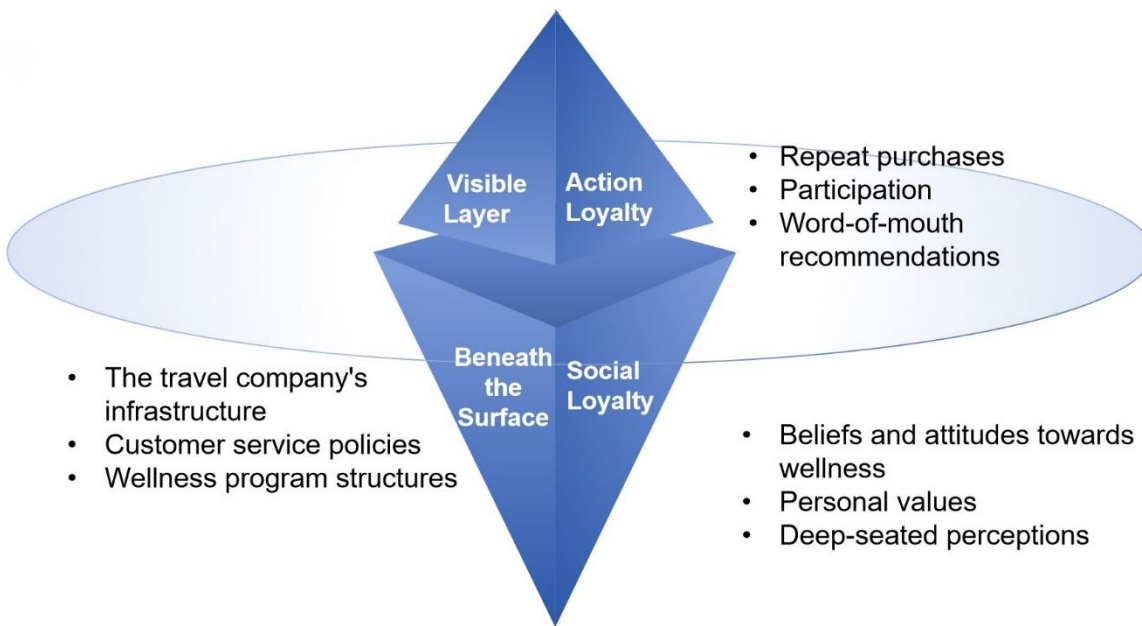 Visible
Layer
Action
Loyalty
• Repeat purchases
• Participation
• Word-of-mouth
recommendations
Beneath
the
Surface
Social
Loyalty
• The travel company's
infrastructure
• Customer service policies
• Wellness program structures
• Beliefs and attitudes towards
wellness
• Personal values
• Deep-seated perceptions